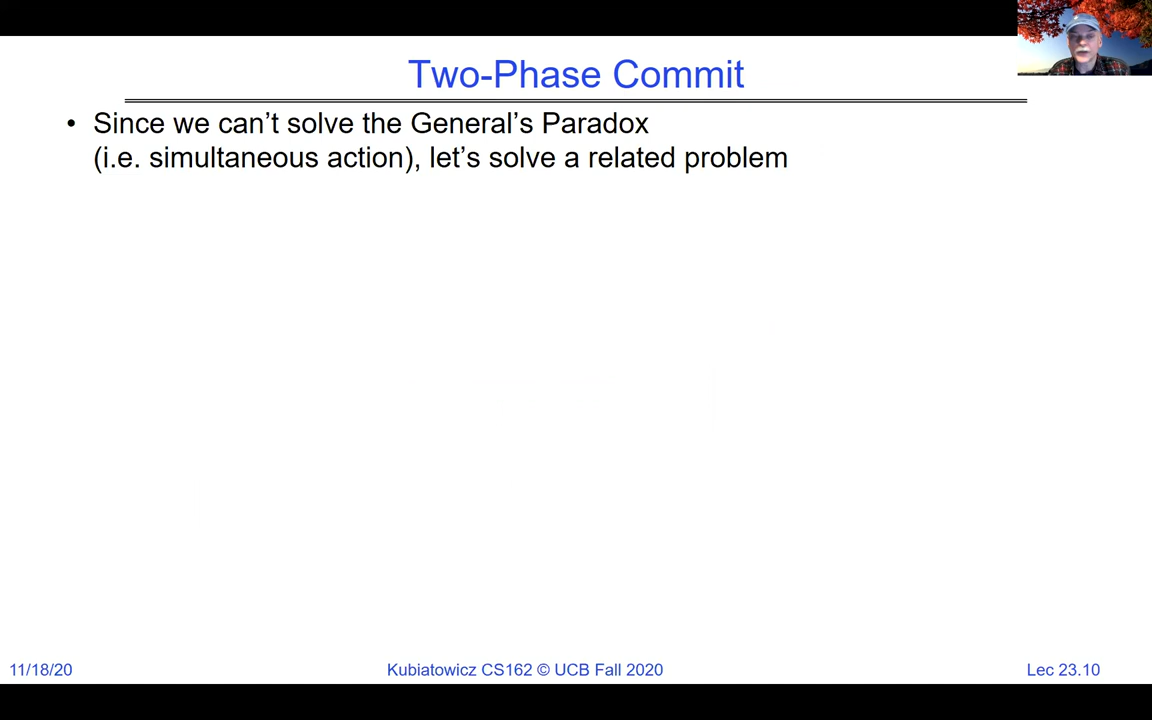 Two-Phase Commit
• Since we can’t solve the General’s Paradox
(i.e. simultaneous action), let’s solve a related problem
11/18/20
Kubiatowicz CS162 © UCB Fall 2020
Lec 23.10